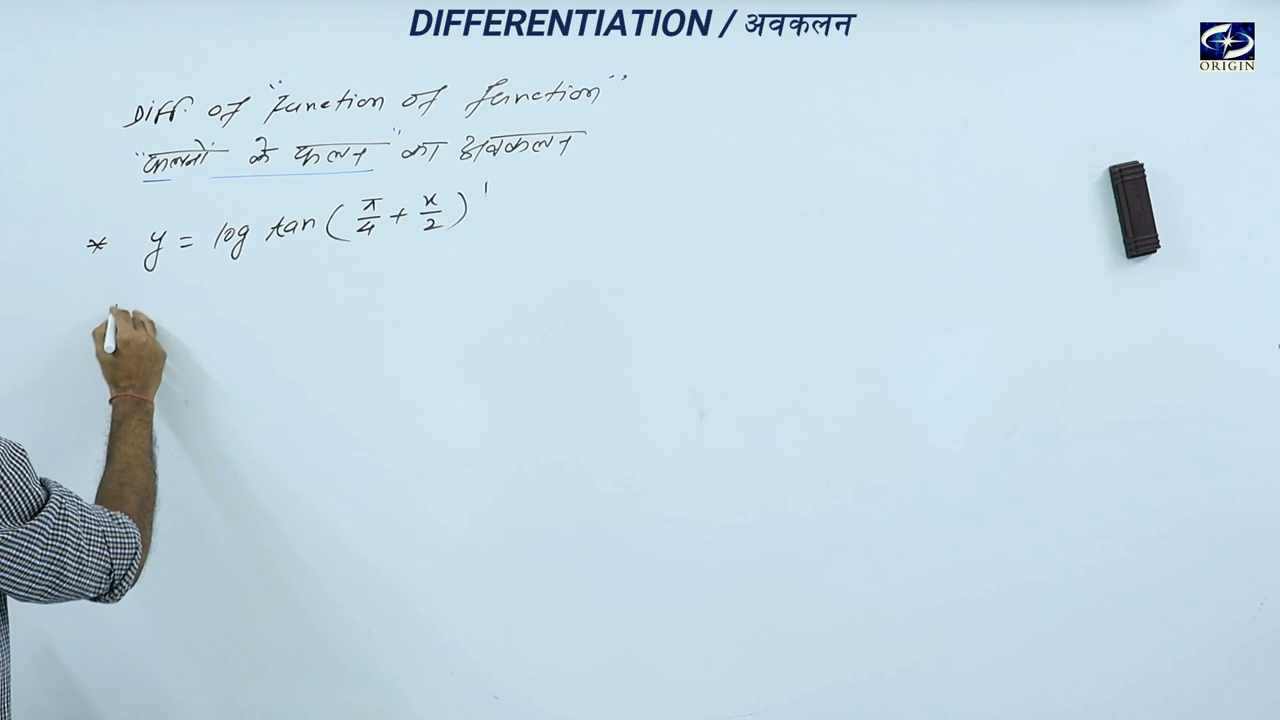 DIFFERENTIATION / अवकलन
ORIGIN
Diff. of "function of function"
"फलनों के फलन" का अवकलन
* y = log tan (π/4 + x/2)